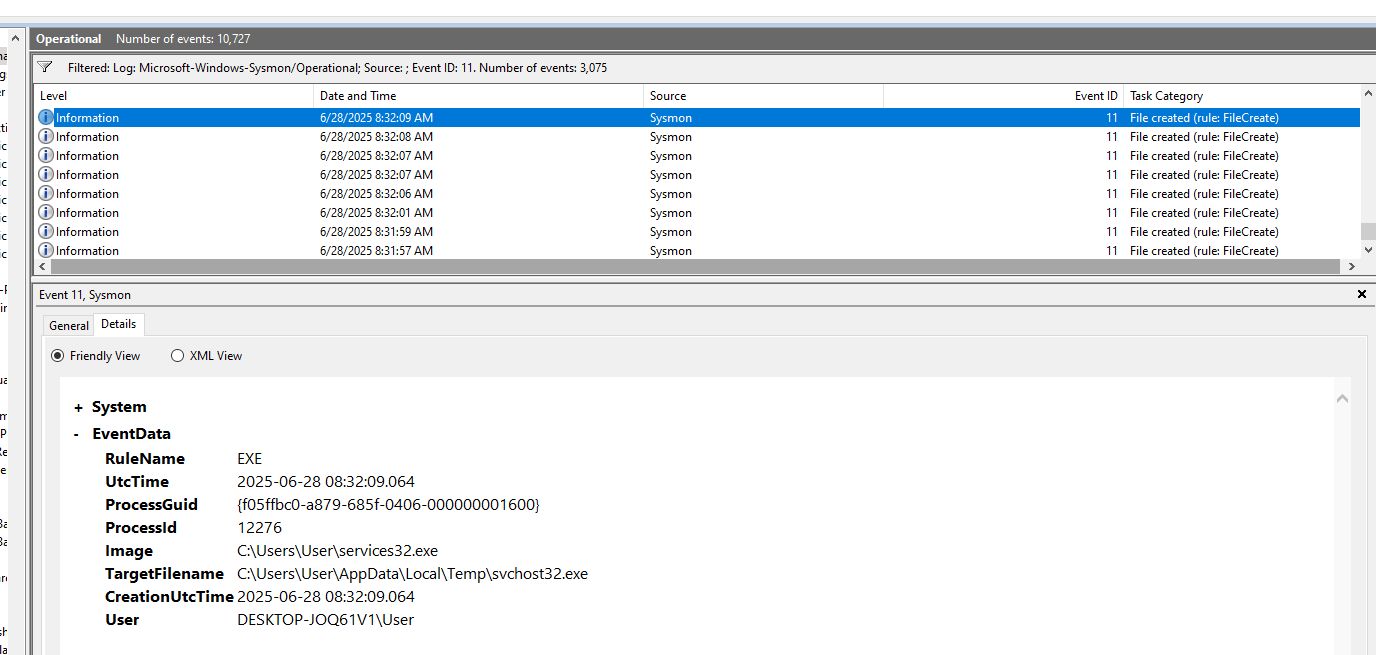 Operational Number of events: 10,727
Filtered: Log: Microsoft-Windows-Sysmon/Operational; Source: ; Event ID: 11. Number of events: 3,075
Level Date and Time Source Event ID Task Category
Information 6/28/2025 8:32:09 AM Sysmon 11 File created (rule: FileCreate)
Information 6/28/2025 8:32:08 AM Sysmon 11 File created (rule: FileCreate)
Information 6/28/2025 8:32:07 AM Sysmon 11 File created (rule: FileCreate)
Information 6/28/2025 8:32:07 AM Sysmon 11 File created (rule: FileCreate)
Information 6/28/2025 8:32:06 AM Sysmon 11 File created (rule: FileCreate)
Information 6/28/2025 8:32:01 AM Sysmon 11 File created (rule: FileCreate)
Information 6/28/2025 8:31:59 AM Sysmon 11 File created (rule: FileCreate)
Information 6/28/2025 8:31:57 AM Sysmon 11 File created (rule: FileCreate)
Event 11, Sysmon
General Details
Friendly View XML View
+ System
- EventData
RuleName EXE
UtcTime 2025-06-28 08:32:09.064
ProcessGuid {f05ffbc0-a879-685f-0406-000000001600}
ProcessId 12276
Image C:\Users\User\services32.exe
TargetFilename C:\Users\User\AppData\Local\Temp\svchost32.exe
CreationUtcTime 2025-06-28 08:32:09.064
User DESKTOP-JOQ61V1\User